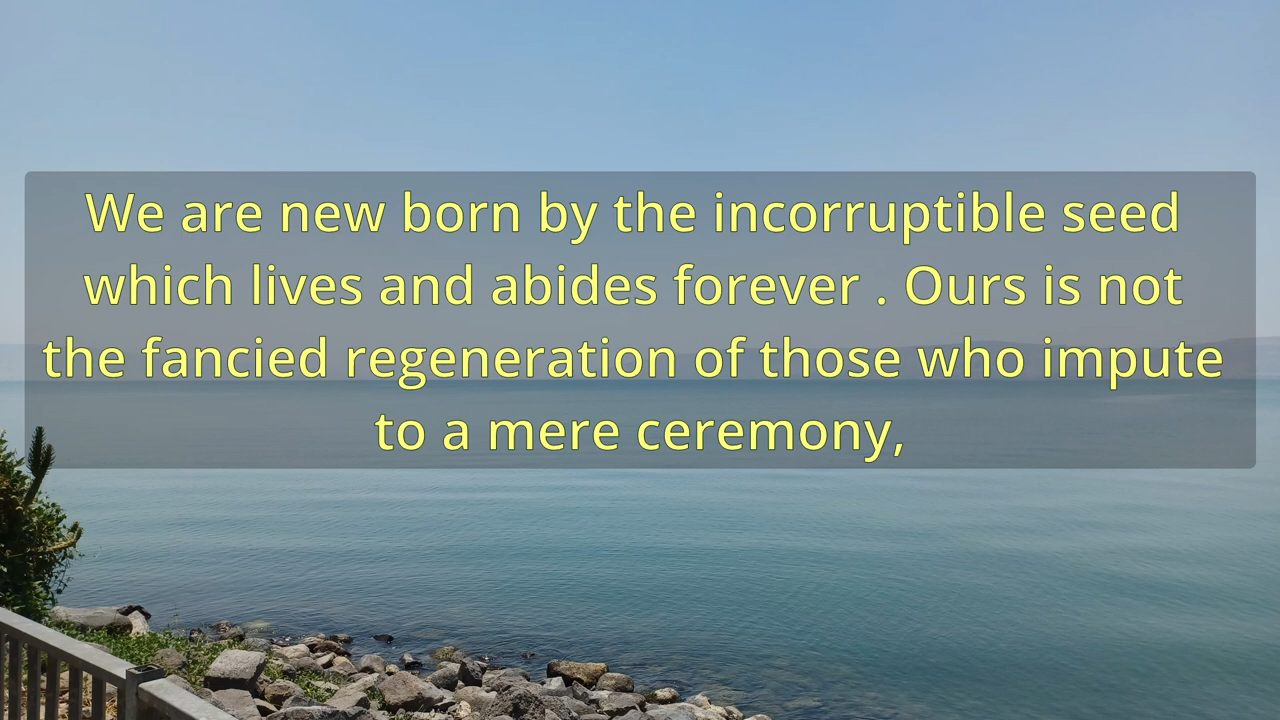 We are new born by the incorruptible seed
which lives and abides forever . Ours is not
the fancied regeneration of those who impute
to a mere ceremony,